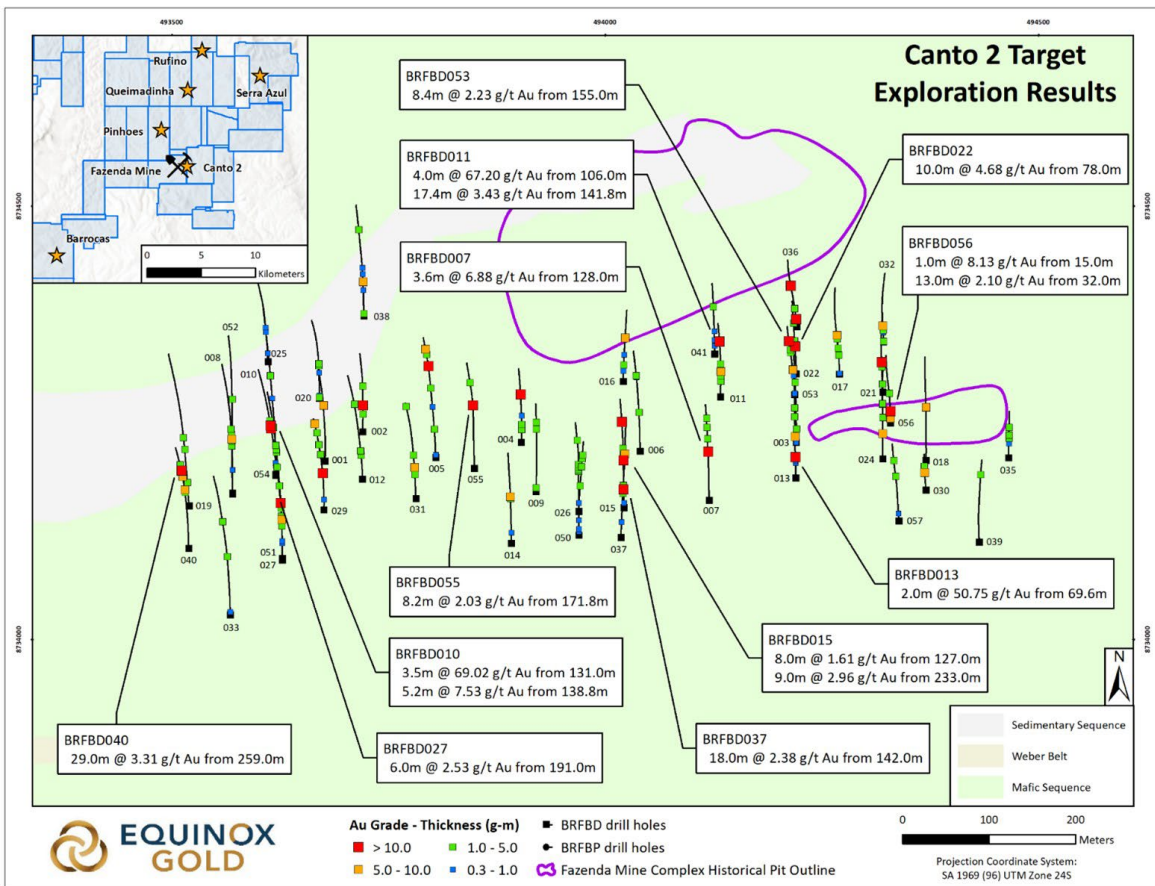 493500
494000
494500
8734500
8734000
8734500
8734000
Canto 2 Target
Exploration Results
Rufino
Queimadinha
Serra Azul
Pinhoes
Fazenda Mine
Canto 2
Barrocas
0 5 10
Kilometers
BRFBD053
8.4m @ 2.23 g/t Au from 155.0m
BRFBD011
4.0m @ 67.20 g/t Au from 106.0m
17.4m @ 3.43 g/t Au from 141.8m
BRFBD022
10.0m @ 4.68 g/t Au from 78.0m
BRFBD007
3.6m @ 6.88 g/t Au from 128.0m
BRFBD056
1.0m @ 8.13 g/t Au from 15.0m
13.0m @ 2.10 g/t Au from 32.0m
036
032
038
052
008
010
025
020
041
016
022
053
017
011
021
056
002
004
006
003
024
018
035
001
005
055
012
054
019
029
031
009
026
015
007
013
030
057
039
040
051
027
014
050
037
033
BRFBD055
8.2m @ 2.03 g/t Au from 171.8m
BRFBD013
2.0m @ 50.75 g/t Au from 69.6m
BRFBD010
3.5m @ 69.02 g/t Au from 131.0m
5.2m @ 7.53 g/t Au from 138.8m
BRFBD015
8.0m @ 1.61 g/t Au from 127.0m
9.0m @ 2.96 g/t Au from 233.0m
BRFBD040
29.0m @ 3.31 g/t Au from 259.0m
BRFBD027
6.0m @ 2.53 g/t Au from 191.0m
BRFBD037
18.0m @ 2.38 g/t Au from 142.0m
N
Sedimentary Sequence
Weber Belt
Mafic Sequence
EQUINOX
GOLD
Au Grade - Thickness (g-m)
> 10.0
1.0 - 5.0
5.0 - 10.0
0.3 - 1.0
BRFBD drill holes
BRFBP drill holes
Fazenda Mine Complex Historical Pit Outline
0 100 200
Meters
Projection Coordinate System:
SA 1969 (96) UTM Zone 24S